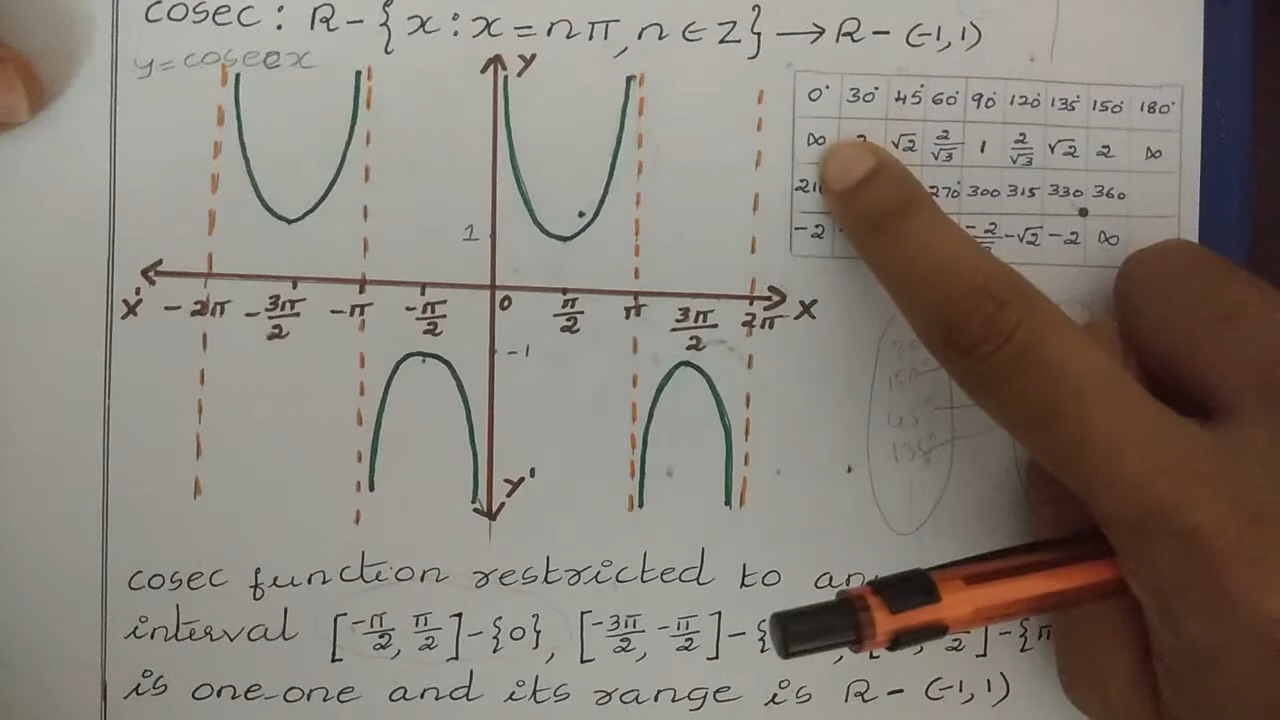 cosec : R - {x : x = nπ, n ∈ Z} → R - (-1, 1)
y = cosecx
Y
0° 30° 45° 60° 90° 120° 135° 150° 180°
∞ √2 2/√3 1 2/√3 √2 2 ∞
270° 300 315 330 360
-2 -√2 -2 ∞
1
X' -2π -3π/2 -π -π/2 0 π/2 π 3π/2 2π X
-1
Y'
cosec function restricted to
interval [-π/2, π/2] - {0}, [-3π/2, -π/2] - {
is one-one and its range is R - (-1, 1)